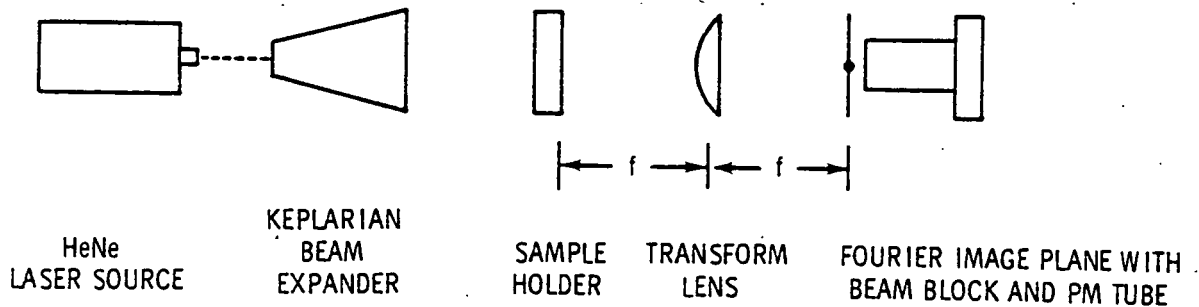 f
f
HeNe
LASER SOURCE
KEPLARIAN
BEAM
EXPANDER
SAMPLE
HOLDER
TRANSFORM
LENS
FOURIER IMAGE PLANE WITH
BEAM BLOCK AND PM TUBE